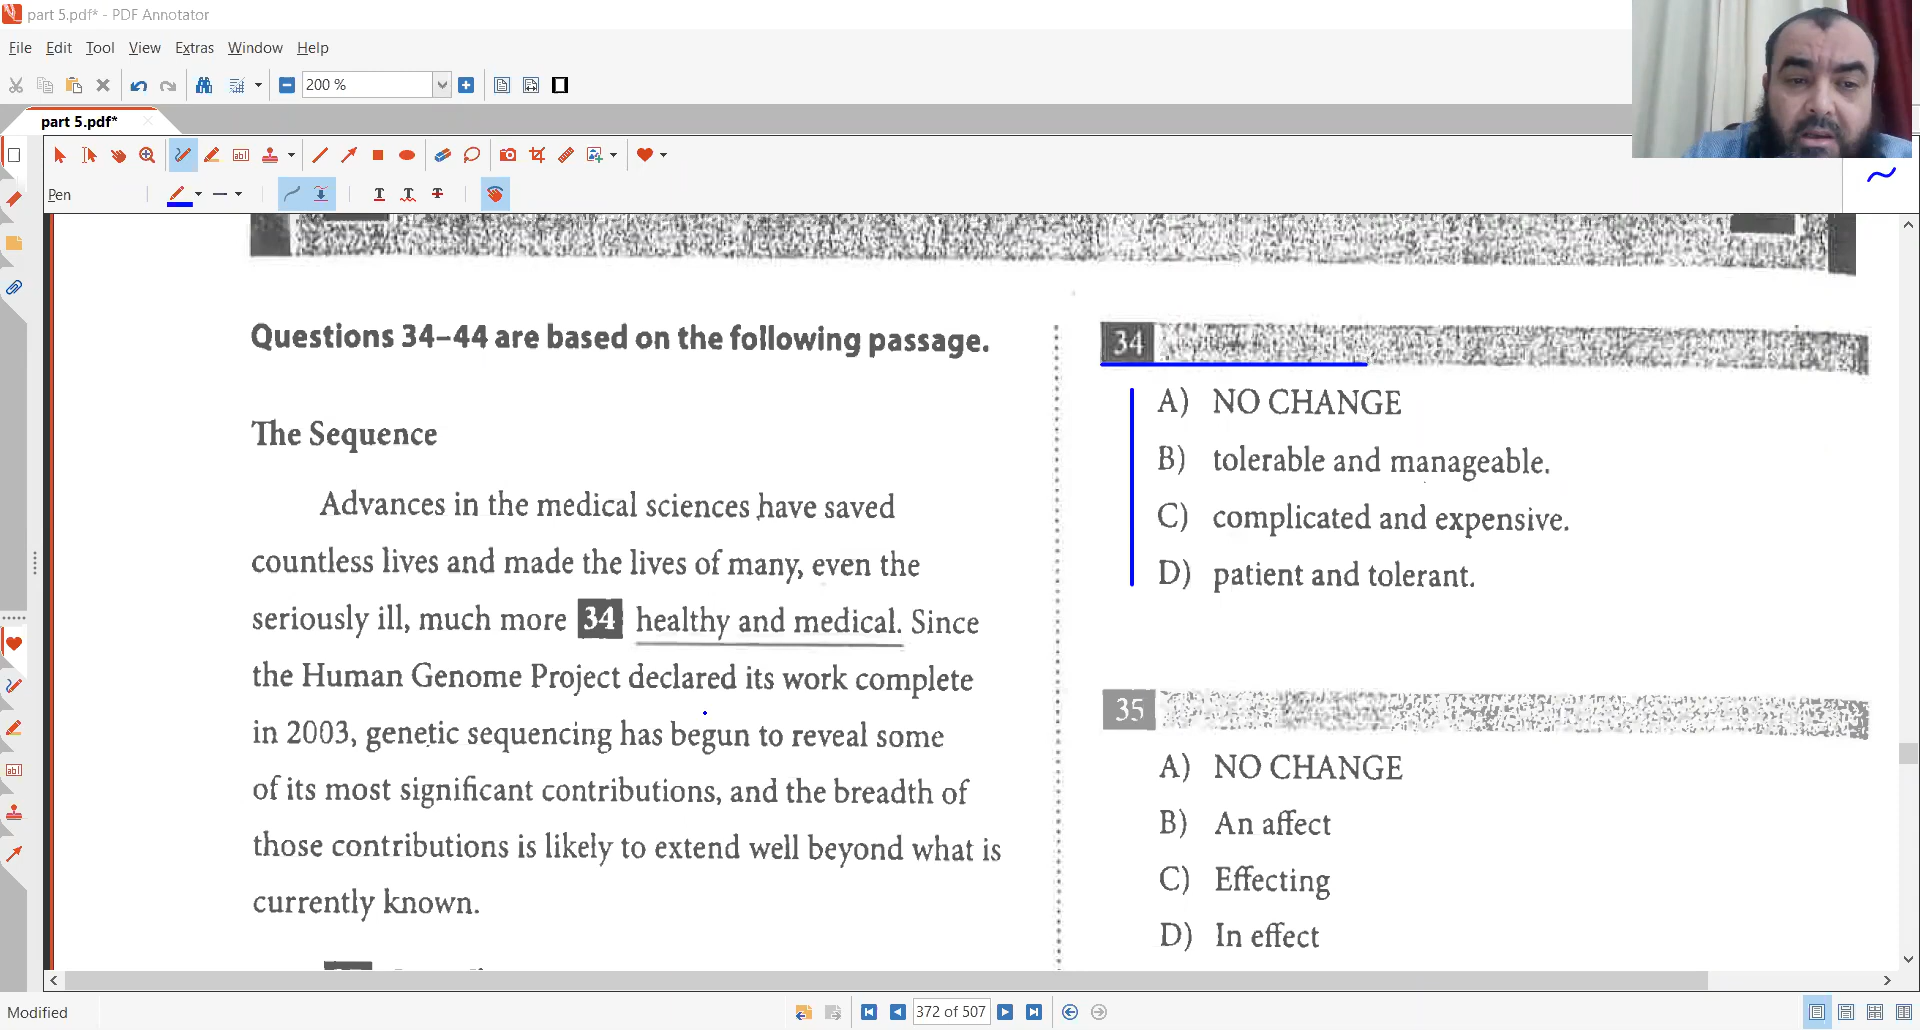 part 5.pdf* - PDF Annotator
File Edit Tool View Extras Window Help
200 %
part 5.pdf*
Pen
Questions 34–44 are based on the following passage.
The Sequence
Advances in the medical sciences have saved
countless lives and made the lives of many, even the
seriously ill, much more 34 healthy and medical. Since
the Human Genome Project declared its work complete
in 2003, genetic sequencing has begun to reveal some
of its most significant contributions, and the breadth of
those contributions is likely to extend well beyond what is
currently known.
34
A) NO CHANGE
B) tolerable and manageable.
C) complicated and expensive.
D) patient and tolerant.
35
A) NO CHANGE
B) An affect
C) Effecting
D) In effect
Modified
372 of 507